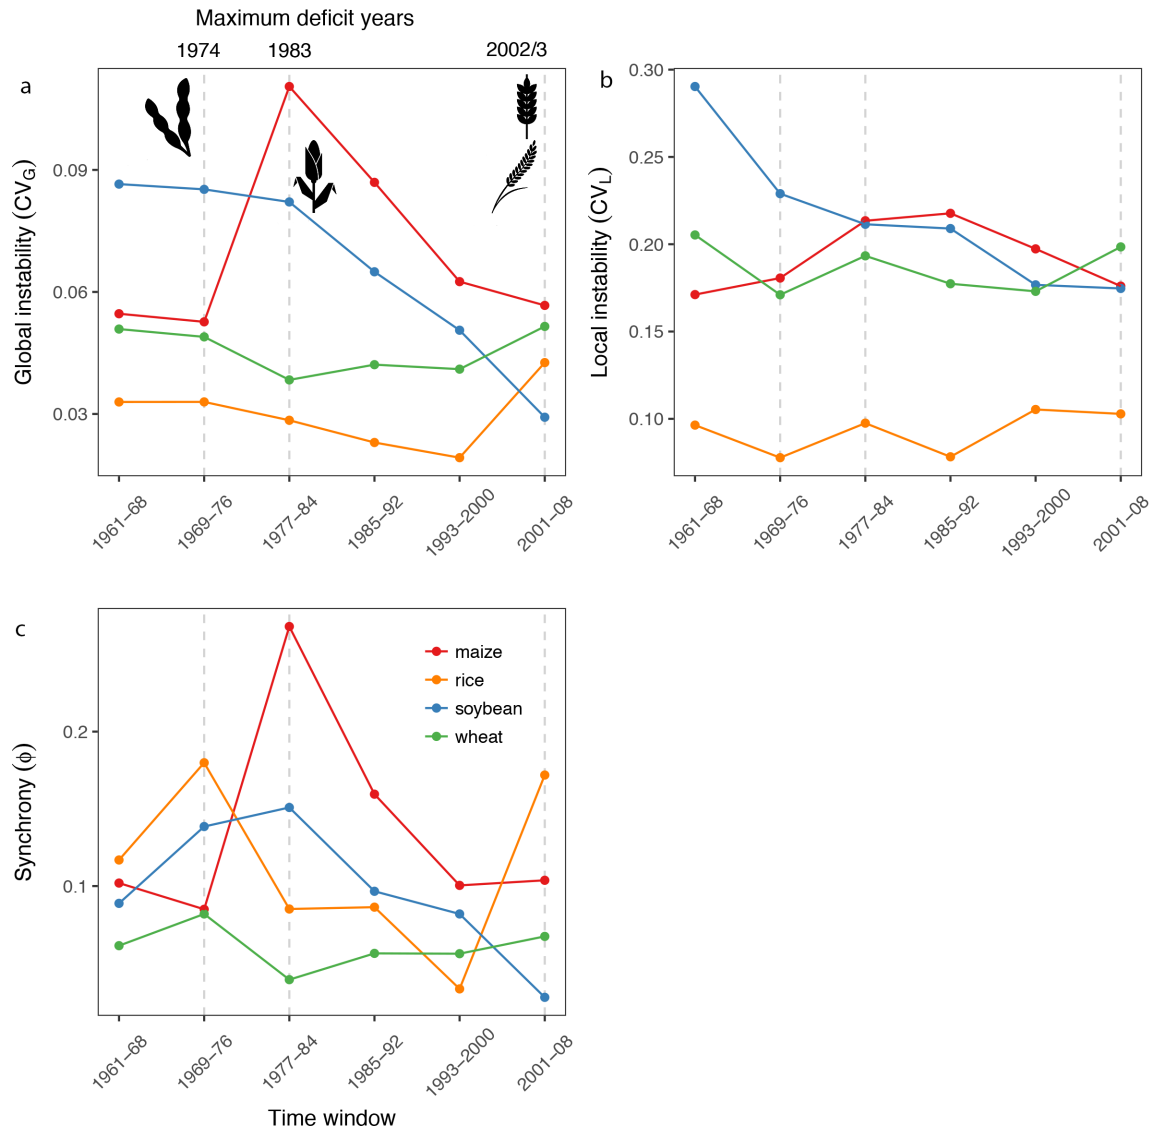 Maximum deficit years
1974 1983 2002/3
a
Global instability (CVG)
0.09
0.06
0.03
1961–68 1969–76 1977–84 1985–92 1993–2000 2001–08
b
Local instability (CVL)
0.30
0.25
0.20
0.15
0.10
1961–68 1969–76 1977–84 1985–92 1993–2000 2001–08
c
Synchrony (ϕ)
0.2
0.1
maize
rice
soybean
wheat
1961–68 1969–76 1977–84 1985–92 1993–2000 2001–08
Time window